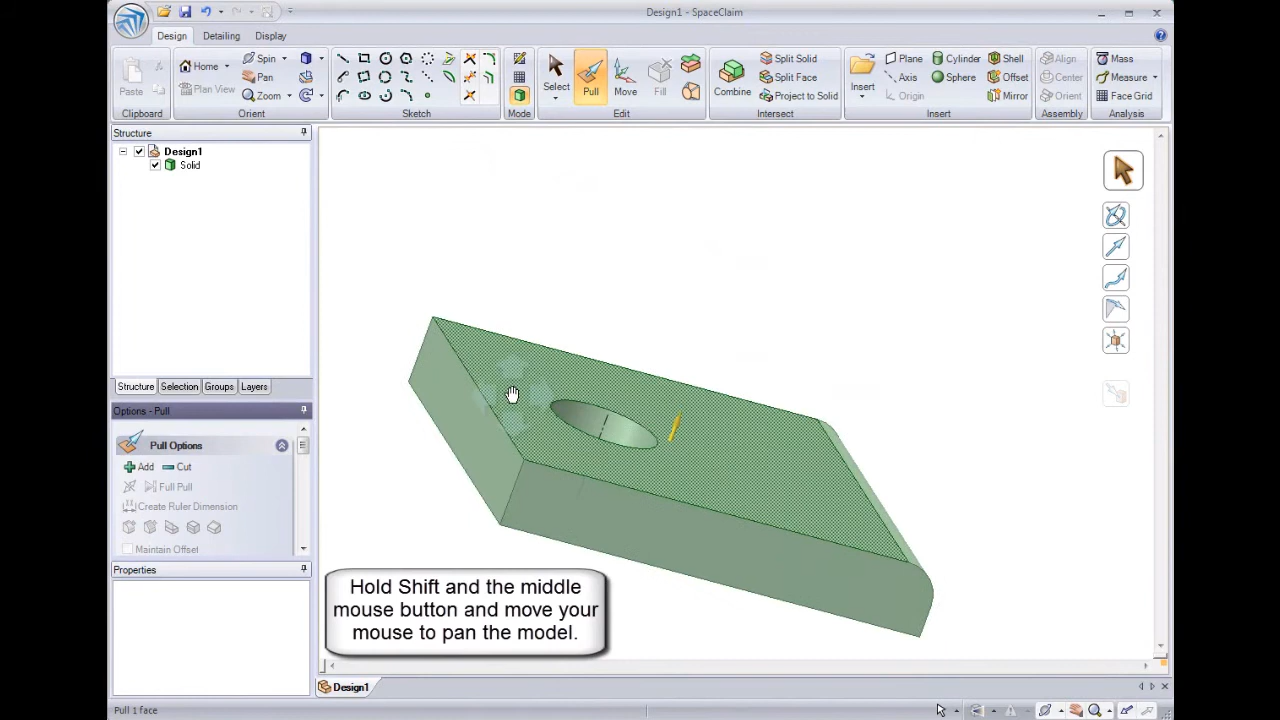 Design1 - SpaceClaim
Design Detailing Display
Paste
Clipboard
Home
Plan View
Spin
Pan
Zoom
Orient
Sketch
Mode
Select
Pull
Move
Fill
Edit
Combine
Split Solid
Split Face
Project to Solid
Intersect
Insert
Plane
Axis
Origin
Cylinder
Sphere
Shell
Offset
Mirror
Insert
Align
Center
Orient
Assembly
Mass
Measure
Face Grid
Analysis
Structure
Design1
Solid
Structure Selection Groups Layers
Options - Pull
Pull Options
Add Cut
Full Pull
Create Ruler Dimension
Maintain Offset
Properties
Hold Shift and the middle
mouse button and move your
mouse to pan the model.
Design1
Pull 1 face